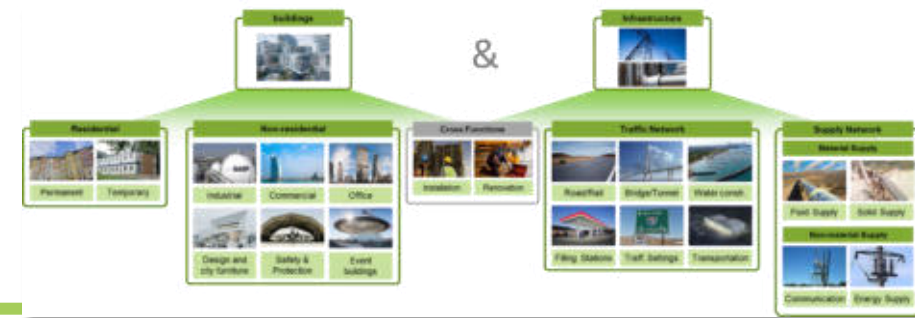 Buildings
&
Infrastructure
Residential
Permanent
Temporary
Non-residential
Industrial
Commercial
Office
Design and
city furniture
Safety &
Protection
Event
buildings
Cross Functions
Installation
Renovation
Traffic Network
Road/Rail
Bridge/Tunnel
Water constr.
Filling Stations
Traff. Settings
Transportation
Supply Network
Material Supply
Fluid Supply
Solid Supply
Non-material Supply
Communication
Energy Supply